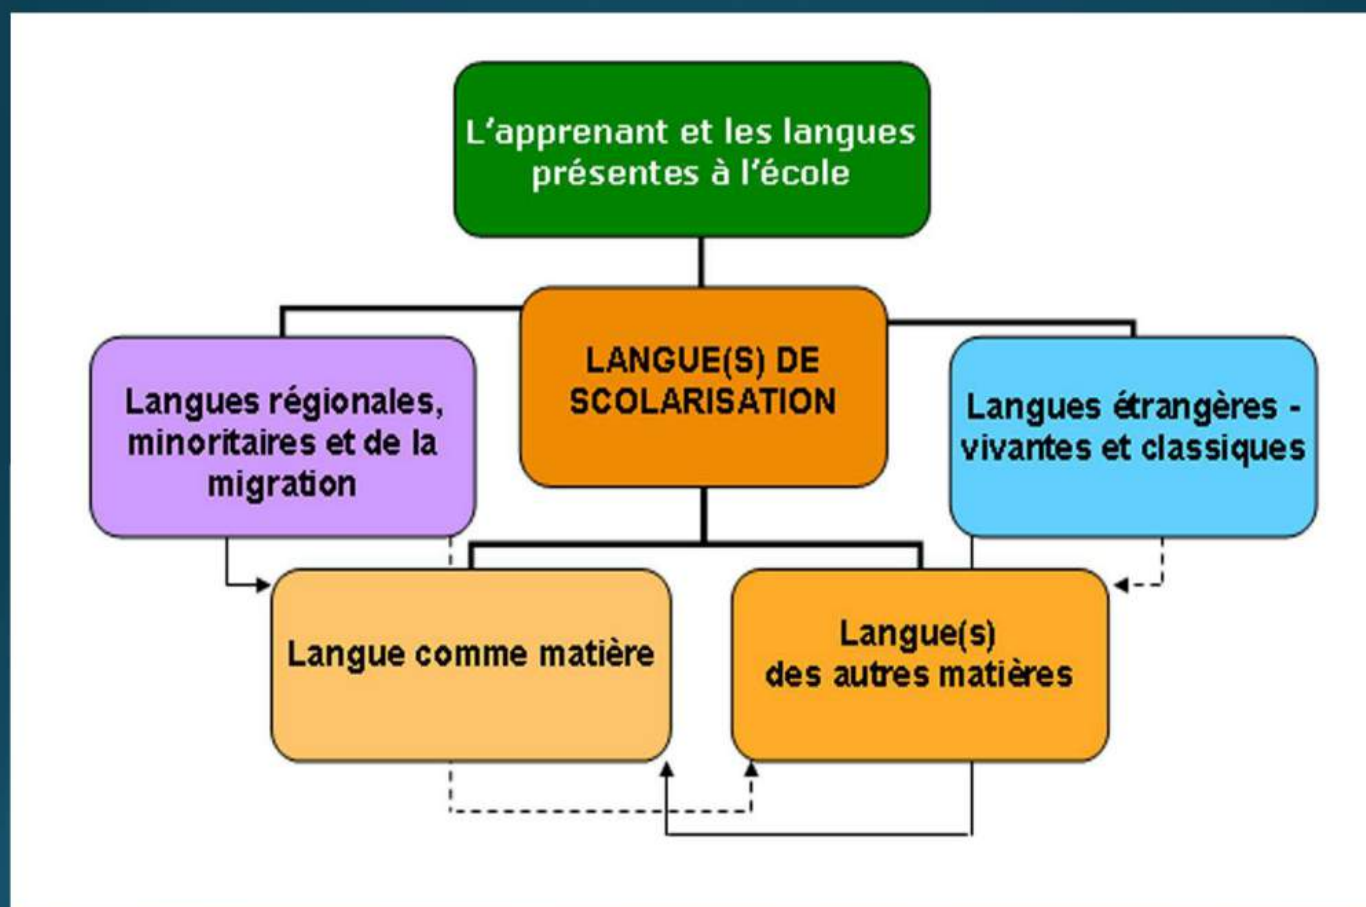 L'apprenant et les langues
présentes à l'école
LANGUE(S) DE
SCOLARISATION
Langues régionales,
minoritaires et de la
migration
Langues étrangères -
vivantes et classiques
Langue comme matière
Langue(s)
des autres matières